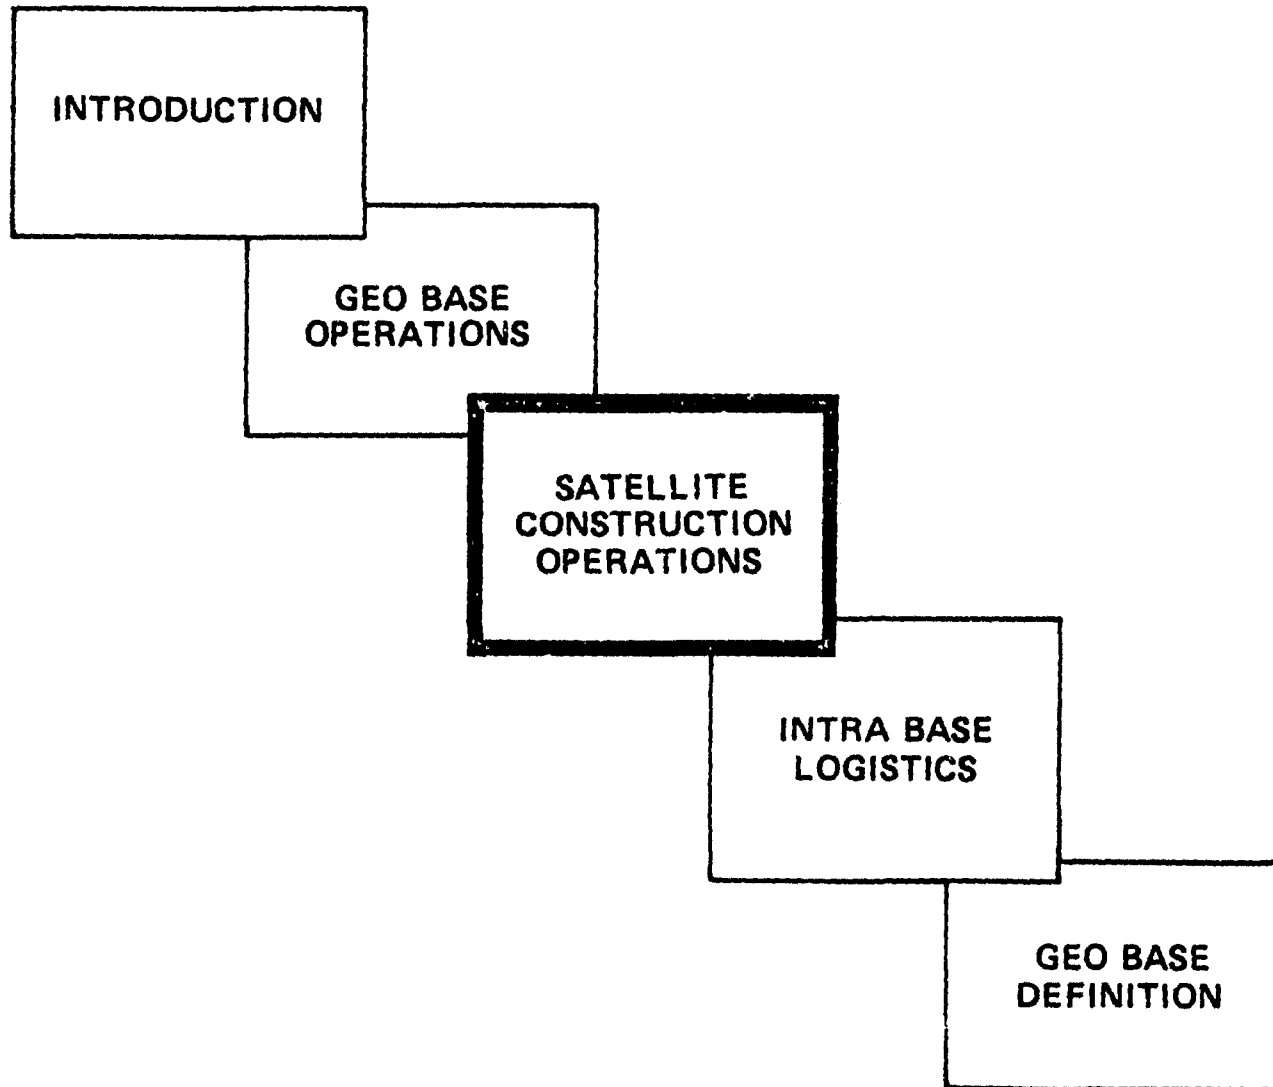 INTRODUCTION
GEO BASE
OPERATIONS
SATELLITE
CONSTRUCTION
OPERATIONS
INTRA BASE
LOGISTICS
GEO BASE
DEFINITION